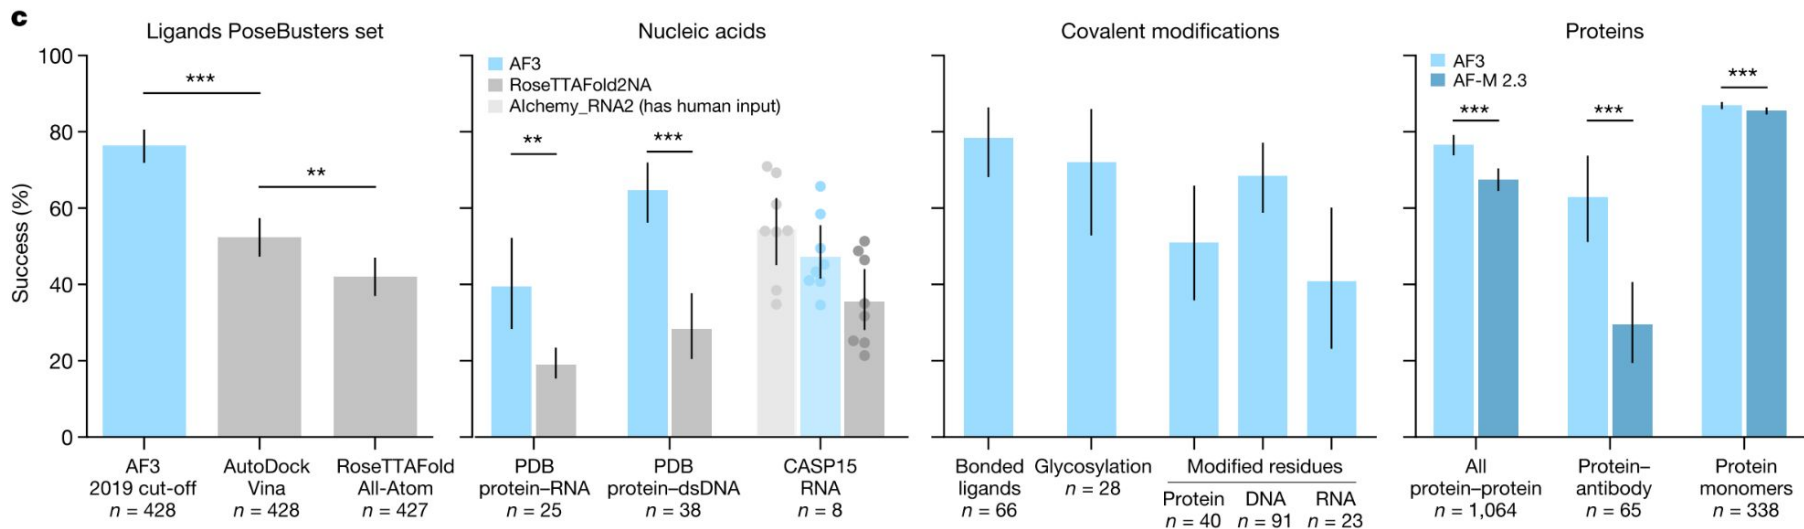 c
Ligands PoseBusters set
Success (%)
100
80
60
40
20
0
***
**
AF3
2019 cut-off
n = 428
AutoDock
Vina
n = 428
RoseTTAFold
All-Atom
n = 427
Nucleic acids
AF3
RoseTTAFold2NA
Alchemy_RNA2 (has human input)
**
***
PDB
protein–RNA
n = 25
PDB
protein–dsDNA
n = 38
CASP15
RNA
n = 8
Covalent modifications
Bonded
ligands
n = 66
Glycosylation
n = 28
Modified residues
Protein
n = 40
DNA
n = 91
RNA
n = 23
Proteins
AF3
AF-M 2.3
***
***
***
All
protein–protein
n = 1,064
Protein–
antibody
n = 65
Protein
monomers
n = 338